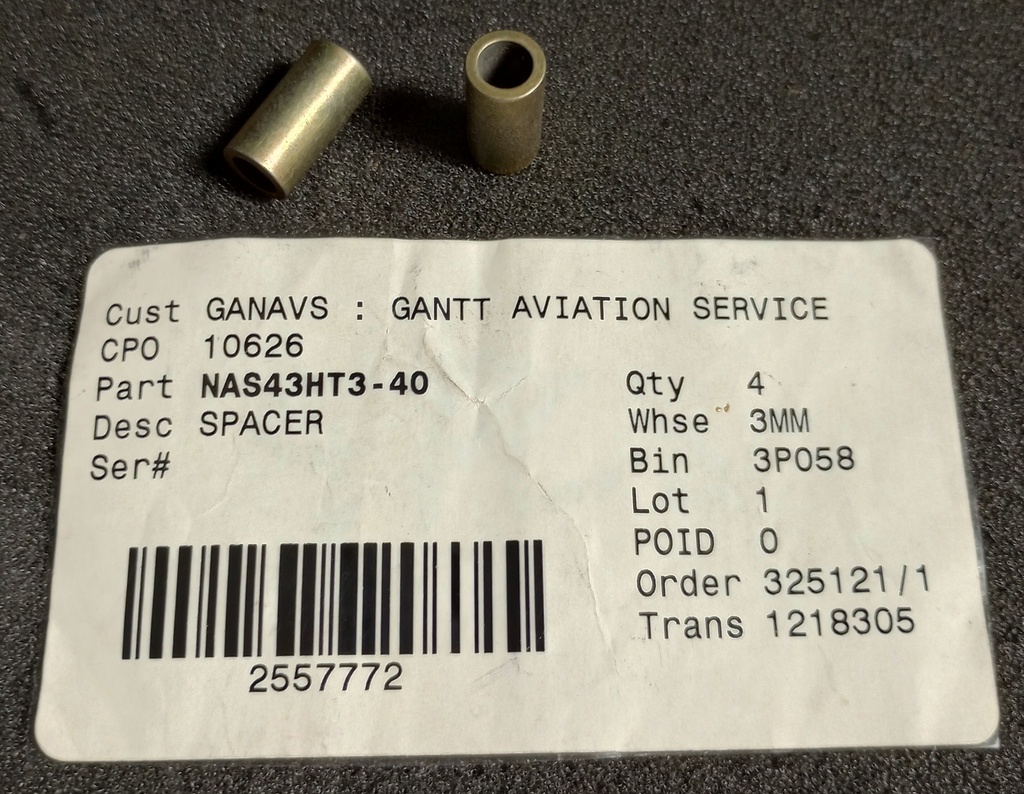 Cust GANAVS : GANTT AVIATION SERVICE
CPO 10626
Part NAS43HT3-40
Desc SPACER
Ser#
Qty 4
Whse 3MM
Bin 3P058
Lot 1
POID 0
Order 325121/1
Trans 1218305
2557772